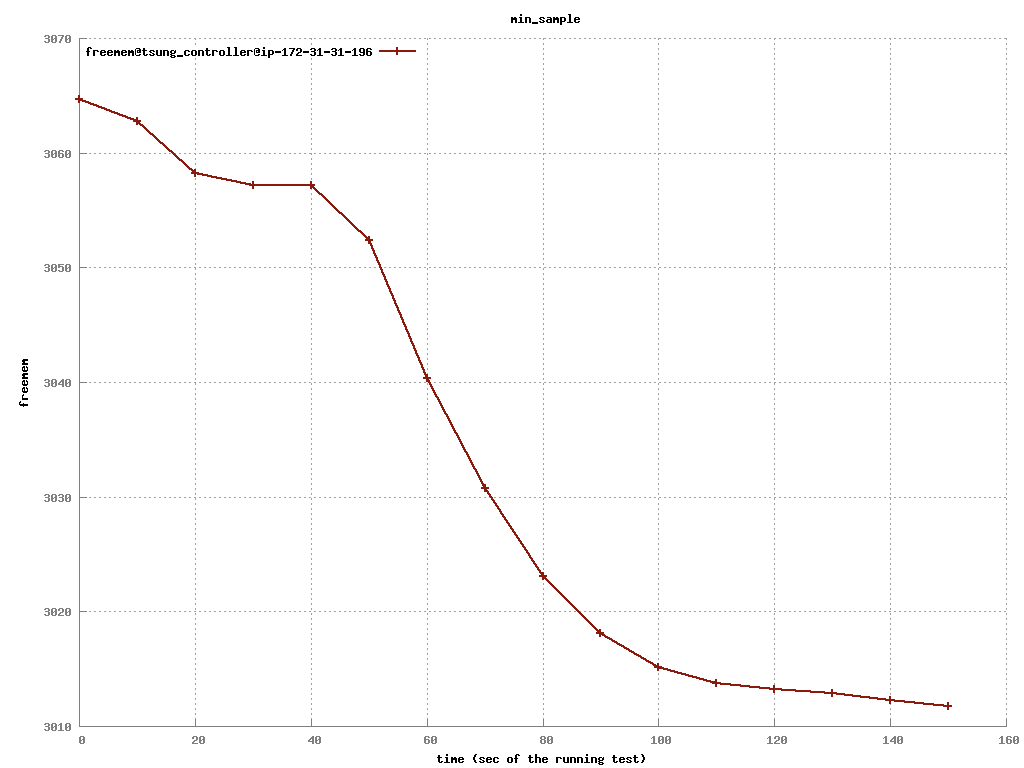 min_sample
freemem@tsung_controller@ip-172-31-31-196
3070
3060
3050
3040
3030
3020
3010
freemem
0 20 40 60 80 100 120 140 160
time (sec of the running test)